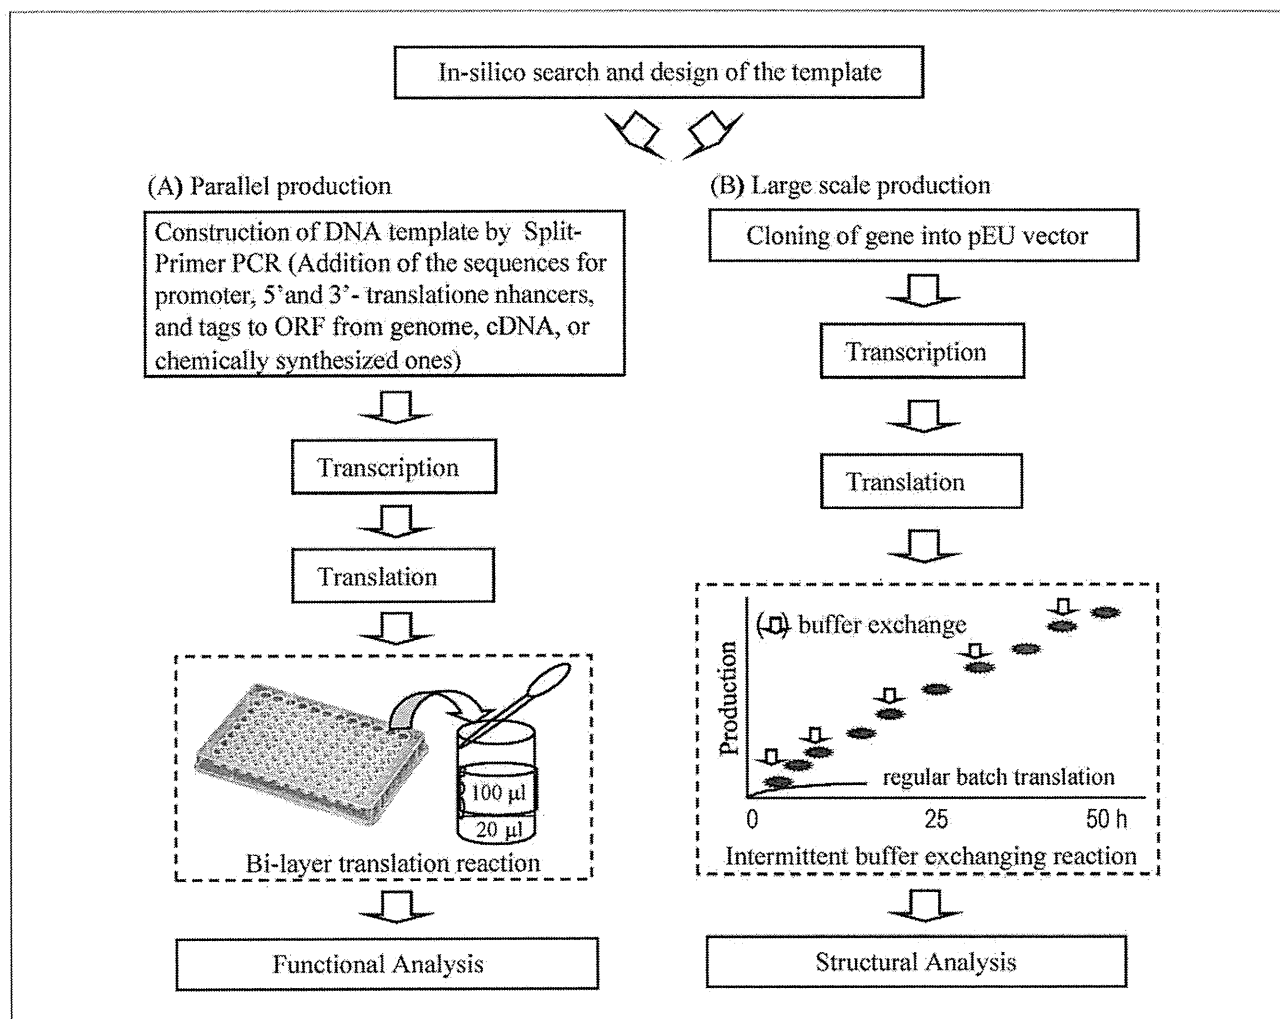 In-silico search and design of the template
(A) Parallel production
Construction of DNA template by Split-
Primer PCR (Addition of the sequences for
promoter, 5’and 3’- translatione nhancers,
and tags to ORF from genome, cDNA, or
chemically synthesized ones)
Transcription
Translation
100 µl
20 µl
Bi-layer translation reaction
Functional Analysis
(B) Large scale production
Cloning of gene into pEU vector
Transcription
Translation
Production
( ) buffer exchange
regular batch translation
0 25 50 h
Intermittent buffer exchanging reaction
Structural Analysis